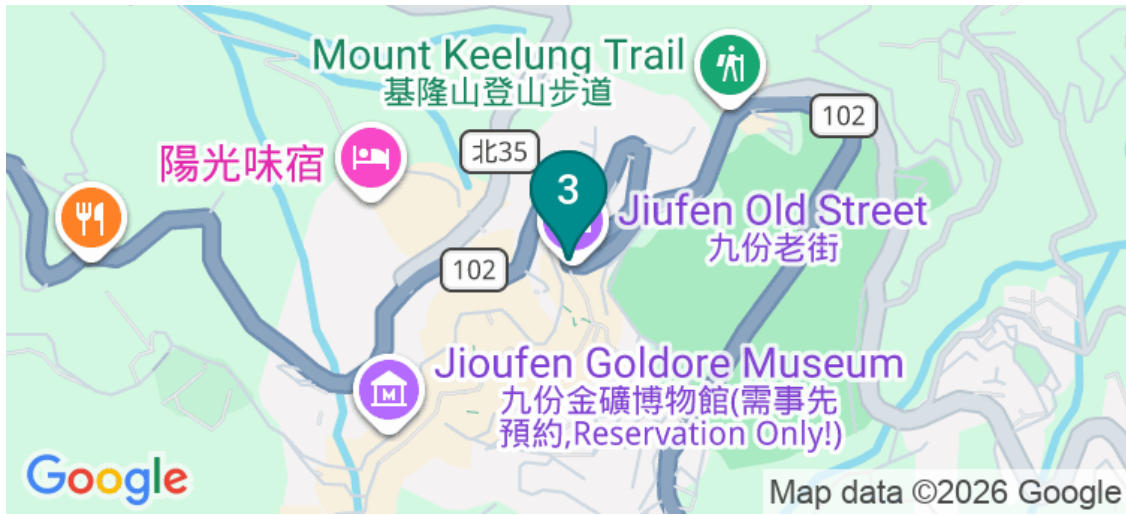 Mount Keelung Trail
基隆山登山步道
102
北35
陽光味宿
3
Jiufen Old Street
九份老街
102
Jioufen Goldore Museum
九份金礦博物館(需事先
預約,Reservation Only!)
M
Google
Map data ©2026 Google